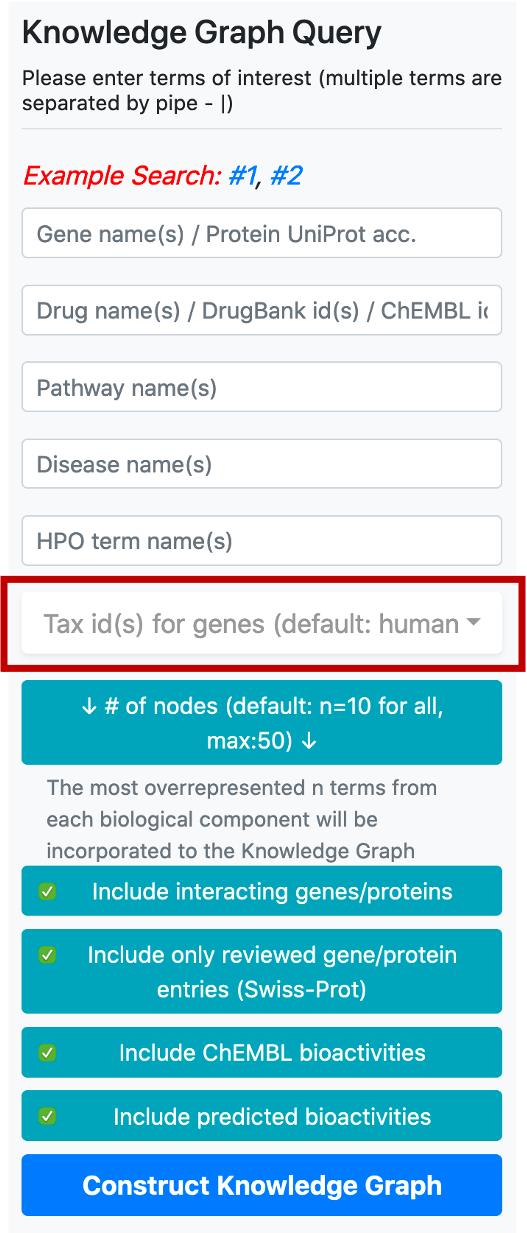 Knowledge Graph Query
Please enter terms of interest (multiple terms are
separated by pipe - |)
Example Search: #1, #2
Gene name(s) / Protein UniProt acc.
Drug name(s) / DrugBank id(s) / ChEMBL ic
Pathway name(s)
Disease name(s)
HPO term name(s)
Tax id(s) for genes (default: human
↓ # of nodes (default: n=10 for all,
max:50) ↓
The most overrepresented n terms from
each biological component will be
incorporated to the Knowledge Graph
Include interacting genes/proteins
Include only reviewed gene/protein
entries (Swiss-Prot)
Include ChEMBL bioactivities
Include predicted bioactivities
Construct Knowledge Graph